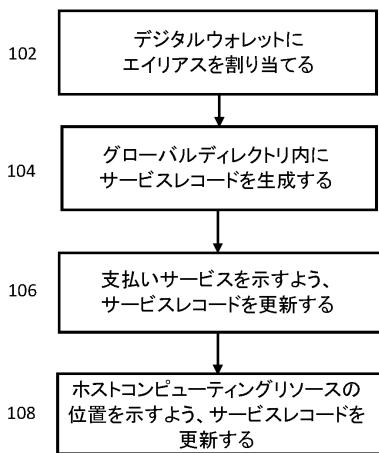 102
デジタルウォレットに
エイリアスを割り当てる
104
グローバルディレクトリ内に
サービスレコードを生成する
106
支払いサービスを示すよう、
サービスレコードを更新する
108
ホストコンピューティングリソースの
位置を示すよう、サービスレコードを
更新する